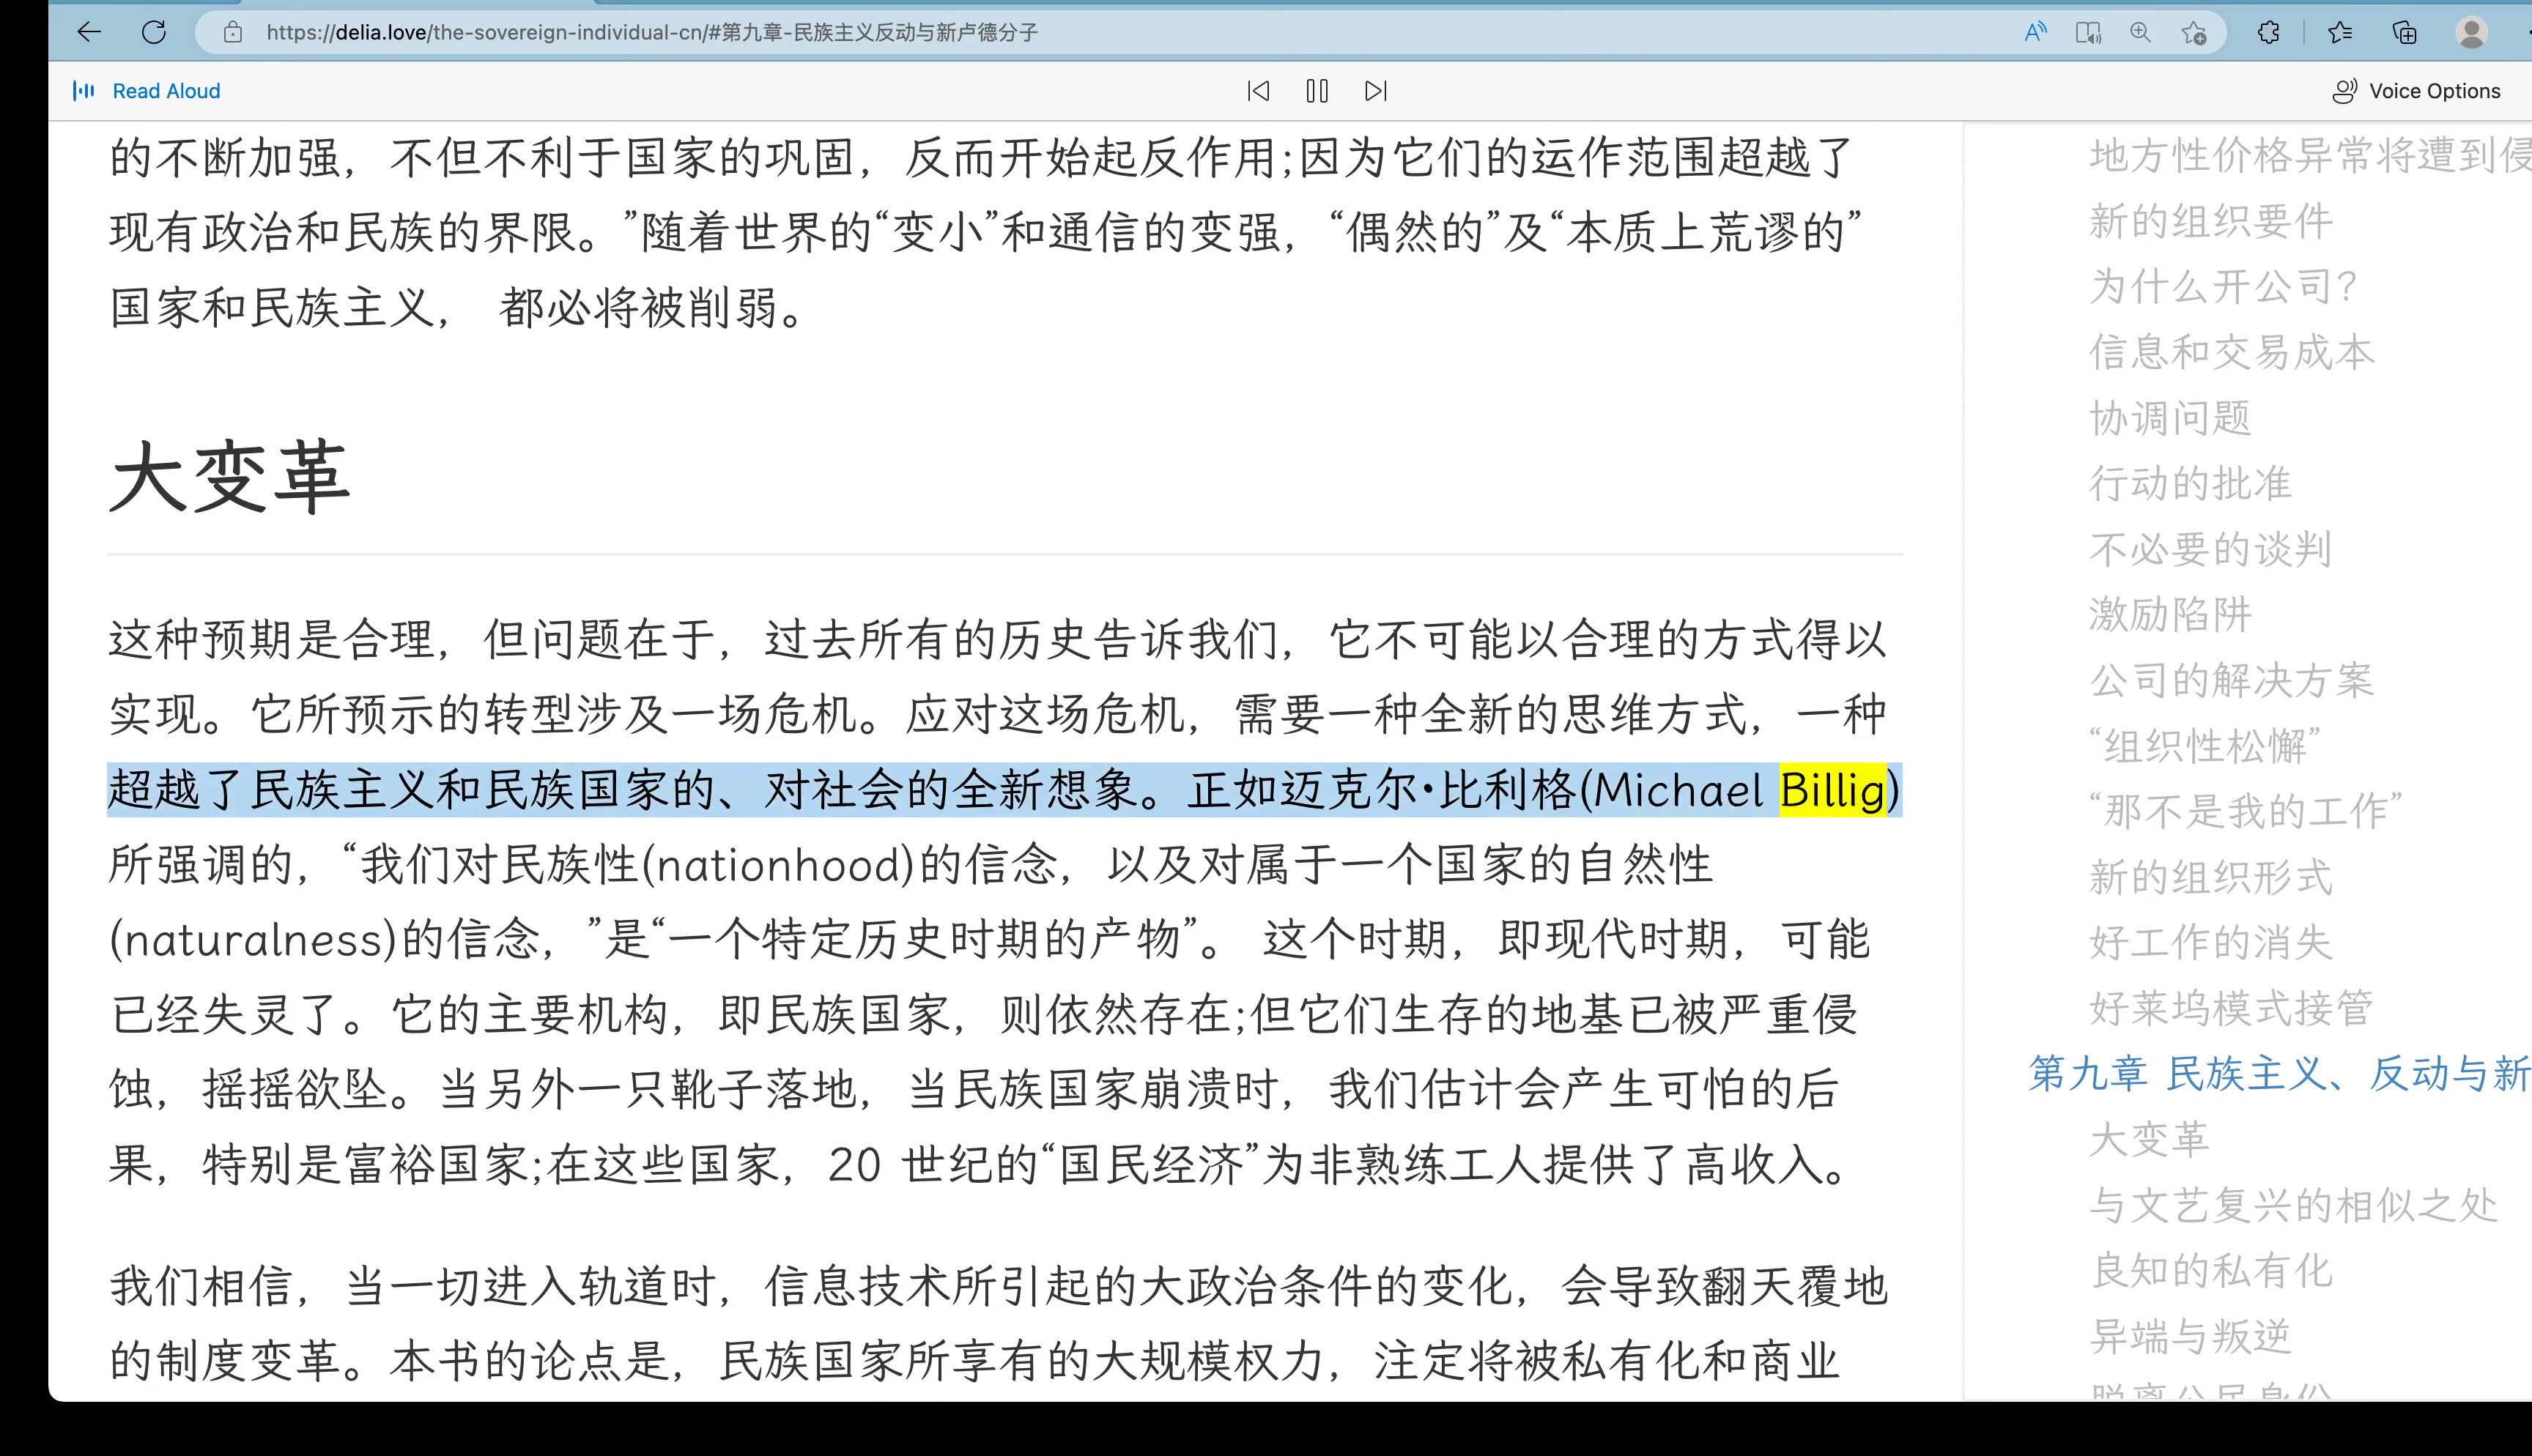 https://delia.love/the-sovereign-individual-cn/#第九章-民族主义反动与新卢德分子
Read Aloud
Voice Options
的不断加强，不但不利于国家的巩固，反而开始起反作用;因为它们的运作范围超越了
现有政治和民族的界限。”随着世界的“变小”和通信的变强，“偶然的”及“本质上荒谬的”
国家和民族主义， 都必将被削弱。
大变革
这种预期是合理，但问题在于，过去所有的历史告诉我们，它不可能以合理的方式得以
实现。它所预示的转型涉及一场危机。应对这场危机，需要一种全新的思维方式，一种
超越了民族主义和民族国家的、对社会的全新想象。正如迈克尔·比利格(Michael Billig)
所强调的，“我们对民族性(nationhood)的信念，以及对属于一个国家的自然性
(naturalness)的信念，”是“一个特定历史时期的产物”。 这个时期，即现代时期，可能
已经失灵了。它的主要机构，即民族国家，则依然存在;但它们生存的地基已被严重侵
蚀，摇摇欲坠。当另外一只靴子落地，当民族国家崩溃时，我们估计会产生可怕的后
果，特别是富裕国家;在这些国家，20 世纪的“国民经济”为非熟练工人提供了高收入。
我们相信，当一切进入轨道时，信息技术所引起的大政治条件的变化，会导致翻天覆地
的制度变革。本书的论点是，民族国家所享有的大规模权力，注定将被私有化和商业
地方性价格异常将遭到侵
新的组织要件
为什么开公司？
信息和交易成本
协调问题
行动的批准
不必要的谈判
激励陷阱
公司的解决方案
“组织性松懈”
“那不是我的工作”
新的组织形式
好工作的消失
好莱坞模式接管
第九章 民族主义、反动与新
大变革
与文艺复兴的相似之处
良知的私有化
异端与叛逆